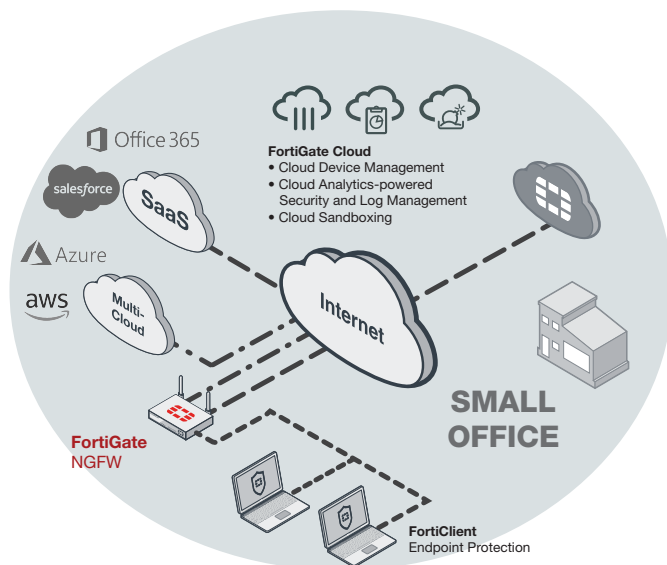 Office 365
salesforce
SaaS
Azure
aws
Multi-
Cloud
FortiGate Cloud
• Cloud Device Management
• Cloud Analytics-powered
Security and Log Management
• Cloud Sandboxing
Internet
SMALL
OFFICE
FortiGate
NGFW
FortiClient
Endpoint Protection